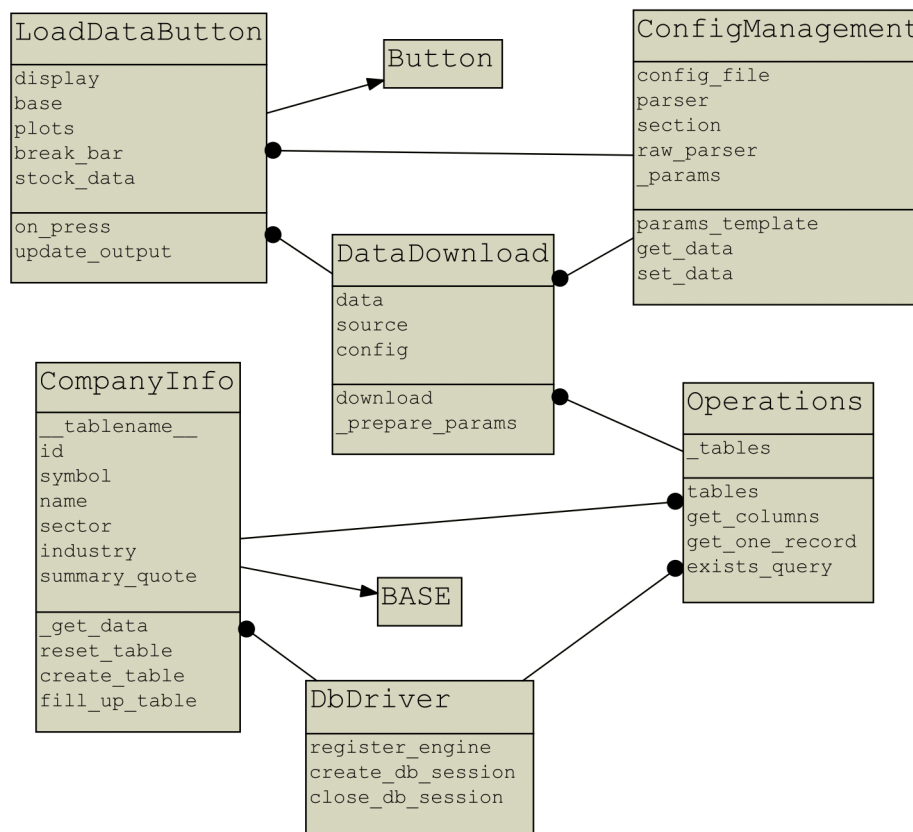 LoadDataButton
display
base
plots
break_bar
stock_data
on_press
update_output
Button
ConfigManagement
config_file
parser
section
raw_parser
_params
params_template
get_data
set_data
DataDownload
data
source
config
download
_prepare_params
CompanyInfo
__tablename__
id
symbol
name
sector
industry
summary_quote
_get_data
reset_table
create_table
fill_up_table
Operations
_tables
tables
get_columns
get_one_record
exists_query
BASE
DbDriver
register_engine
create_db_session
close_db_session